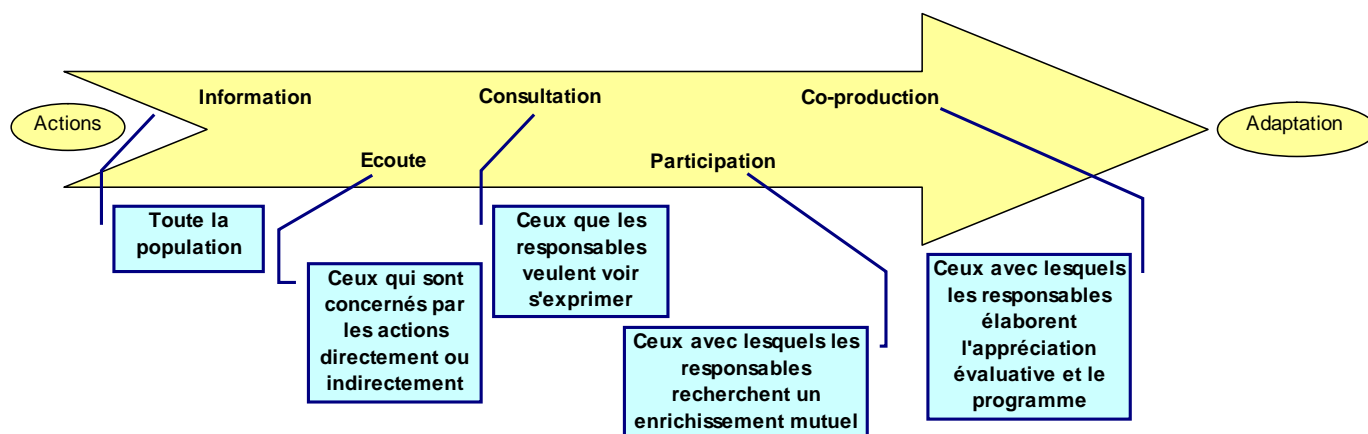 Information
Consultation
Co-production
Actions
Adaptation
Ecoute
Participation
Toute la
population
Ceux qui sont
concernés par
les actions
directement ou
indirectement
Ceux que les
responsables
veulent voir
s'exprimer
Ceux avec lesquels les
responsables
recherchent un
enrichissement mutuel
Ceux avec lesquels
les responsables
élaborent
l'appréciation
évaluative et le
programme